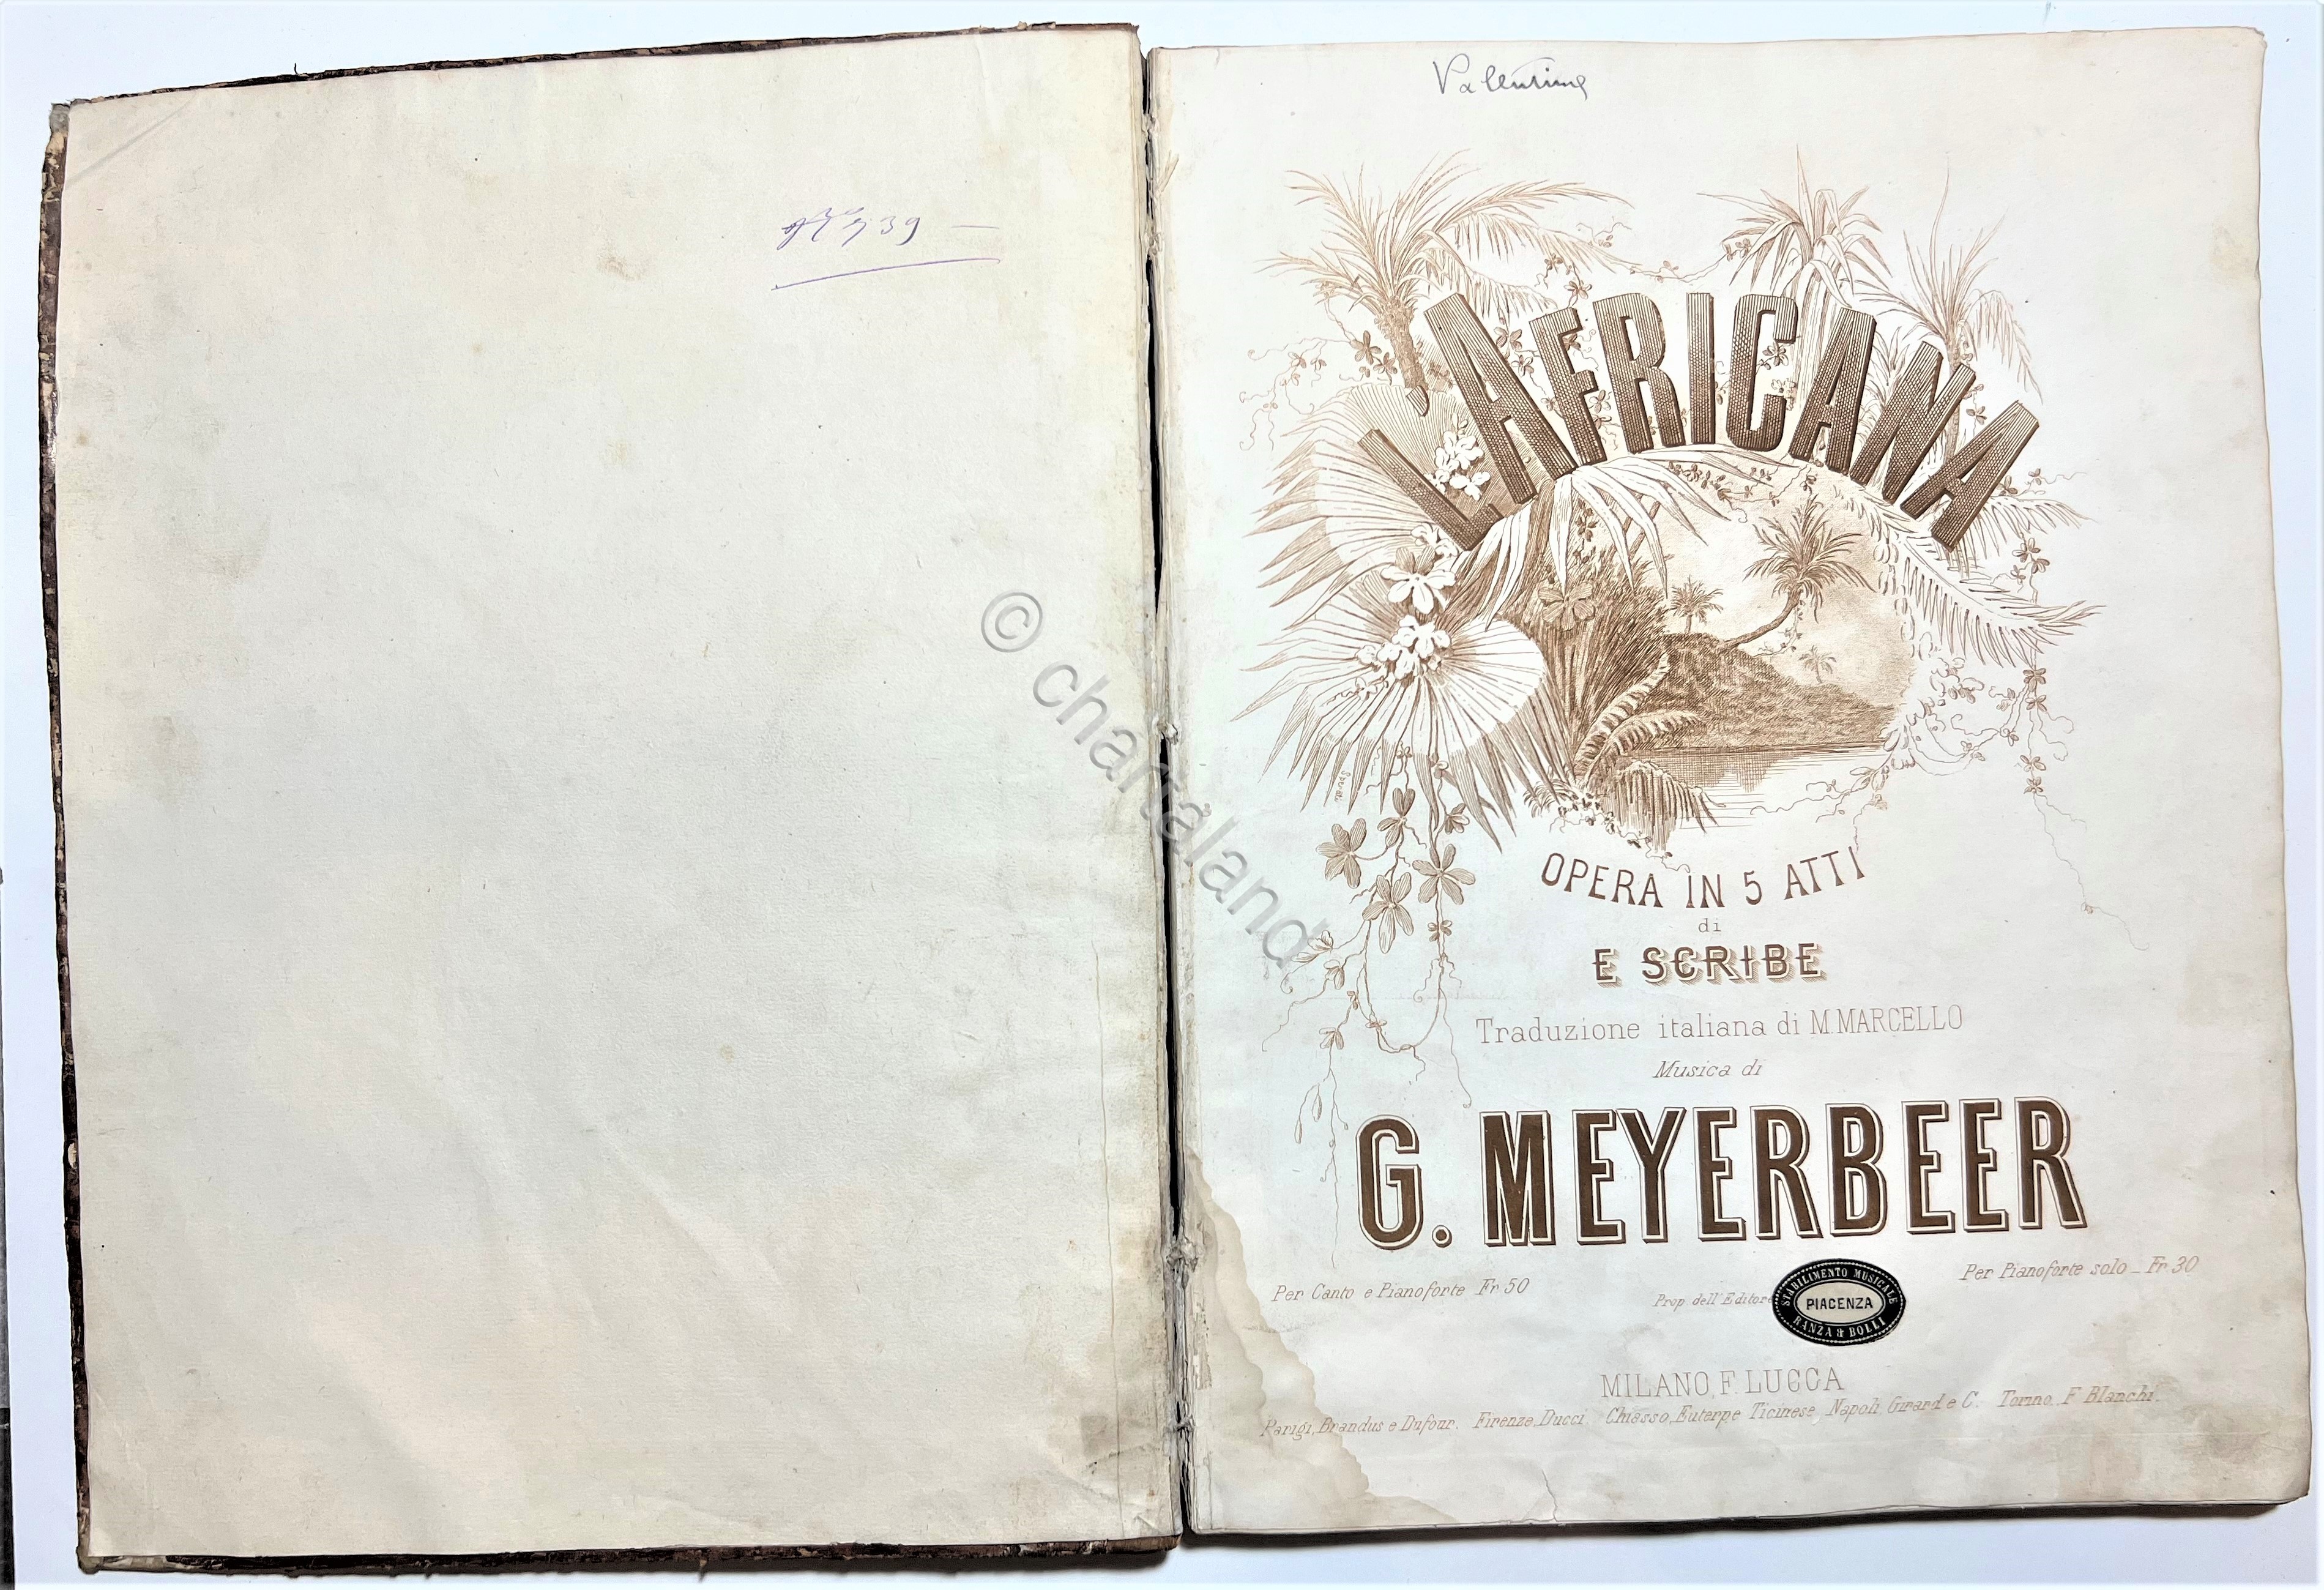 39 —
© chartaland
L'AFRICANA
OPERA IN 5 ATTI
di
E SCRIBE
Traduzione italiana di M. MARCELLO
Musica di
G. MEYERBEER
Per Canto e Pianoforte Fr 50
Prop. dell'Editore
Per Pianoforte solo _ Fr. 30
STABILIMENTO MUSICALE
PIACENZA
RANZA & BOLLI
MILANO, F. LUCCA
Parigi, Brandus e Dufour. Firenze, Ducci. Chiasso, Euterpe Ticinese, Napoli, Girard e C. Torino, F. Blanchi.